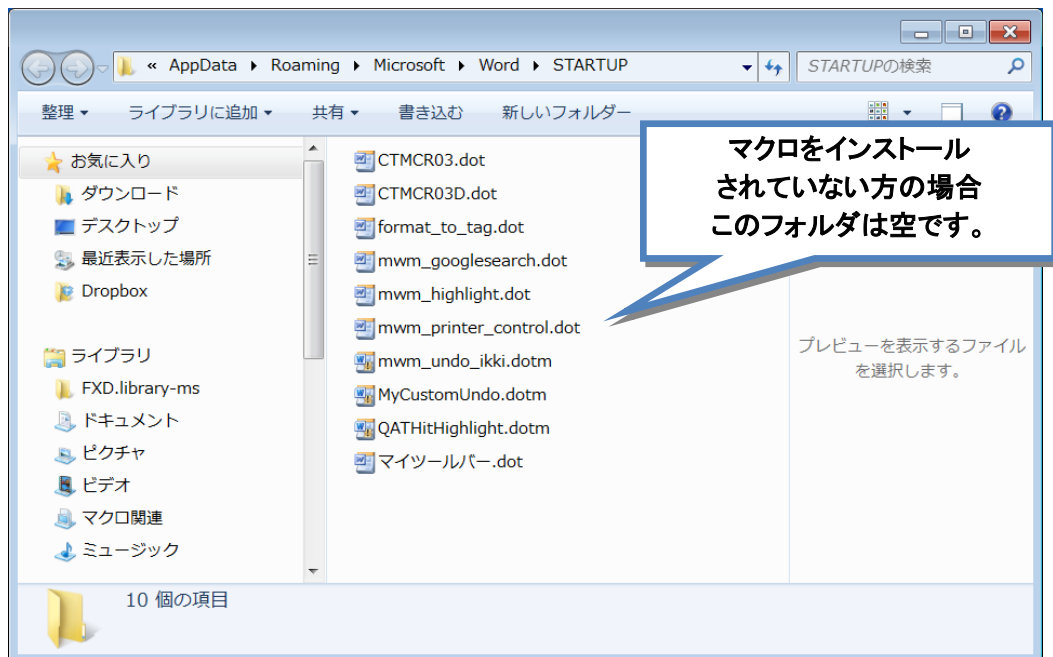 « AppData ▸ Roaming ▸ Microsoft ▸ Word ▸ STARTUP
STARTUPの検索
整理 ライブラリに追加 共有 書き込む 新しいフォルダー
マクロをインストール
されていない方の場合
このフォルダは空です。
お気に入り
ダウンロード
デスクトップ
最近表示した場所
Dropbox
ライブラリ
FXD.library-ms
ドキュメント
ピクチャ
ビデオ
マクロ関連
ミュージック
CTMCR03.dot
CTMCR03D.dot
format_to_tag.dot
mwm_googlesearch.dot
mwm_highlight.dot
mwm_printer_control.dot
mwm_undo_ikki.dotm
MyCustomUndo.dotm
QATHitHighlight.dotm
マイツールバー.dot
プレビューを表示するファイル
を選択します。
10 個の項目